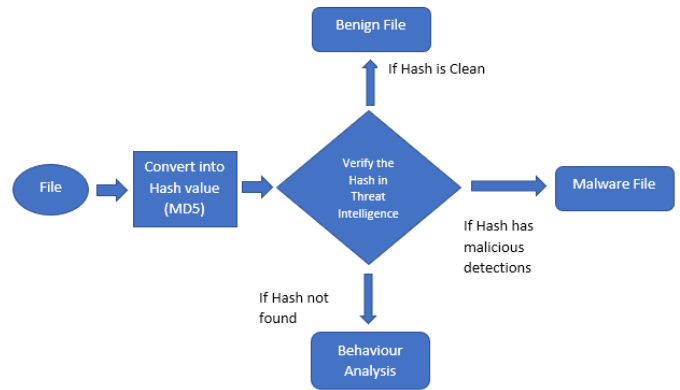 Benign File
If Hash is Clean
File
Convert into
Hash value
(MD5)
Verify the
Hash in
Threat
Intelligence
Malware File
If Hash has
malicious
detections
If Hash not
found
Behaviour
Analysis